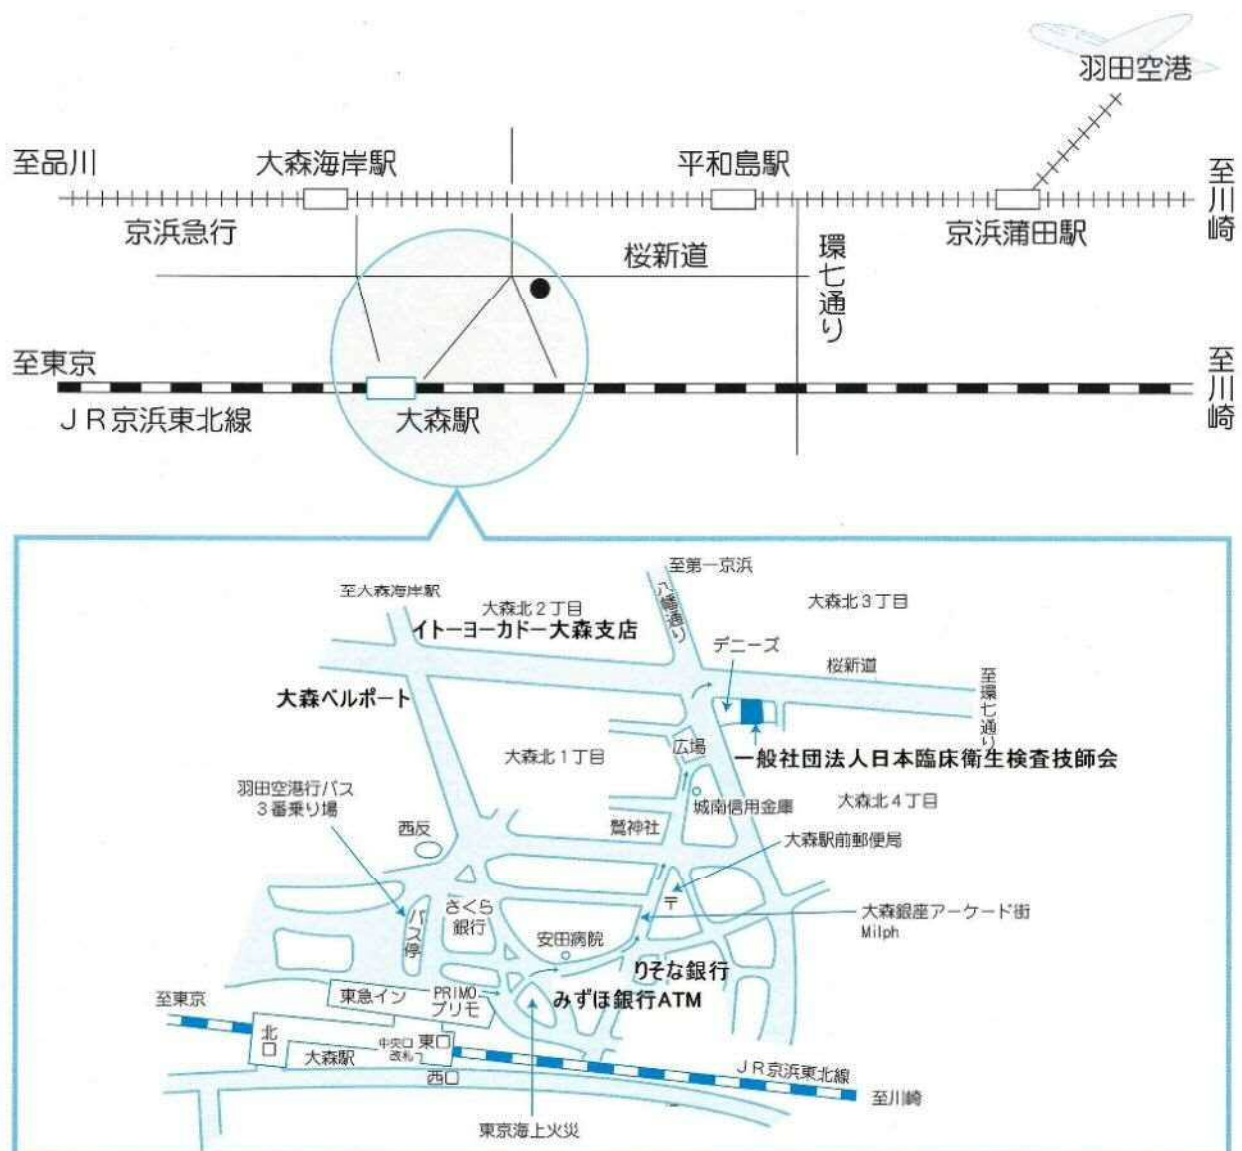 羽田空港
至品川
大森海岸駅
平和島駅
至川崎
京浜急行
桜新道
環七通り
京浜蒲田駅
至東京
至川崎
JR京浜東北線
大森駅
至第一京浜
至大森海岸駅
八幡通り
大森北2丁目
大森北3丁目
イトーヨーカドー大森支店
デニーズ
桜新道
至環七通り
大森ベルポート
広場
大森北1丁目
一般社団法人日本臨床衛生検査技師会
羽田空港行バス
3番乗り場
城南信用金庫
大森北4丁目
西友
鷲神社
大森駅前郵便局
〒
さくら
銀行
バス停
大森銀座アーケード街
Milph
安田病院
りそな銀行
みずほ銀行ATM
至東京
東急イン
PRIMO
プリモ
北口
大森駅
中央口
改札
東口
西口
JR京浜東北線
至川崎
東京海上火災